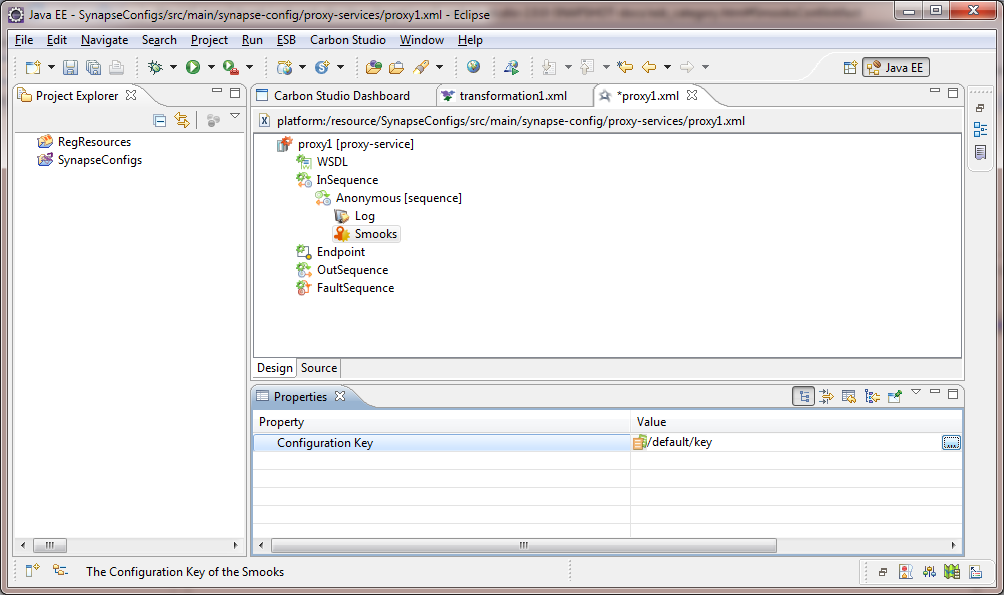 Java EE - SynapseConfigs/src/main/synapse-config/proxy-services/proxy1.xml - Eclipse
File Edit Navigate Search Project Run ESB Carbon Studio Window Help
Java EE
Project Explorer
RegResources
SynapseConfigs
Carbon Studio Dashboard transformation1.xml *proxy1.xml
platform:/resource/SynapseConfigs/src/main/synapse-config/proxy-services/proxy1.xml
proxy1 [proxy-service]
WSDL
InSequence
Anonymous [sequence]
Log
Smooks
Endpoint
OutSequence
FaultSequence
Design Source
Properties
Property Value
Configuration Key /default/key
The Configuration Key of the Smooks